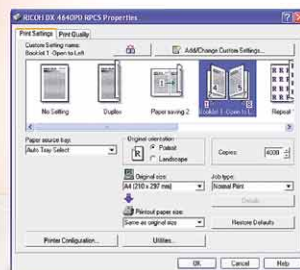 RICOH DX 4640PD RPCS Properties
Print Settings Print Quality
Custom Setting name:
Booklet 1 -Open to Left
Add/Change Custom Settings...
No Setting
Duplex
Paper saving 2
Booklet 1 -Open to L...
Repeat
Paper source tray:
Auto Tray Select
Original orientation:
R
Portrait
Landscape
Copies:
4000
Original size:
A4 (210 x 297 mm)
Job type:
Normal Print
Details...
Printout paper size:
Same as original size
Restore Defaults
Printer Configuration...
Utilities...
OK
Cancel
Help